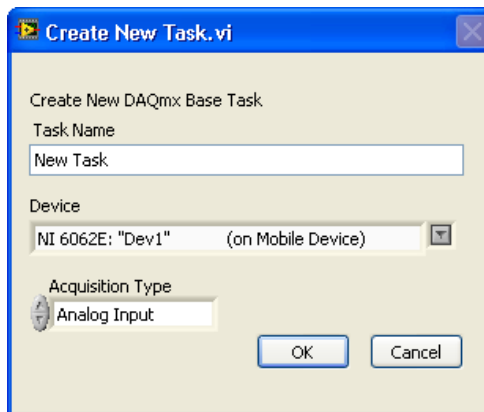 Create New Task.vi
Create New DAQmx Base Task
Task Name
New Task
Device
NI 6062E: "Dev1" (on Mobile Device)
Acquisition Type
Analog Input
OK Cancel